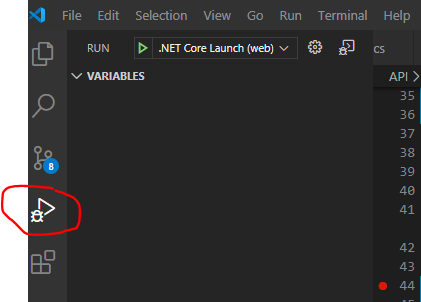 File Edit Selection View Go Run Terminal Help
RUN .NET Core Launch (web) cs
VARIABLES
API >
35
36
37
38
8
39
40
41
42
43
44